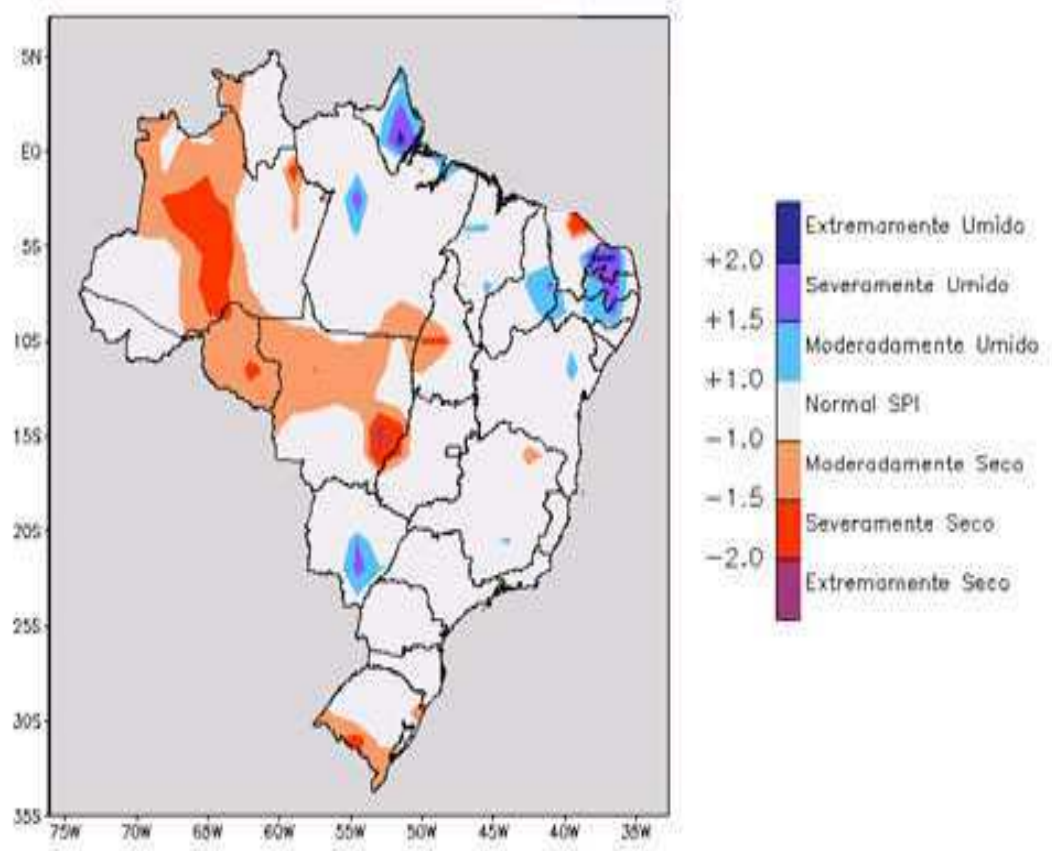 5N
EQ
5S
10S
15S
20S
25S
30S
35S
75W 70W 65W 60W 55W 50W 45W 40W 35W
Extremamente Umido
+2.0
Severamente Umido
+1.5
Moderadamente Umido
+1.0
Normal SPI
-1.0
Moderadamente Seco
-1.5
Severamente Seco
-2.0
Extremamente Seco